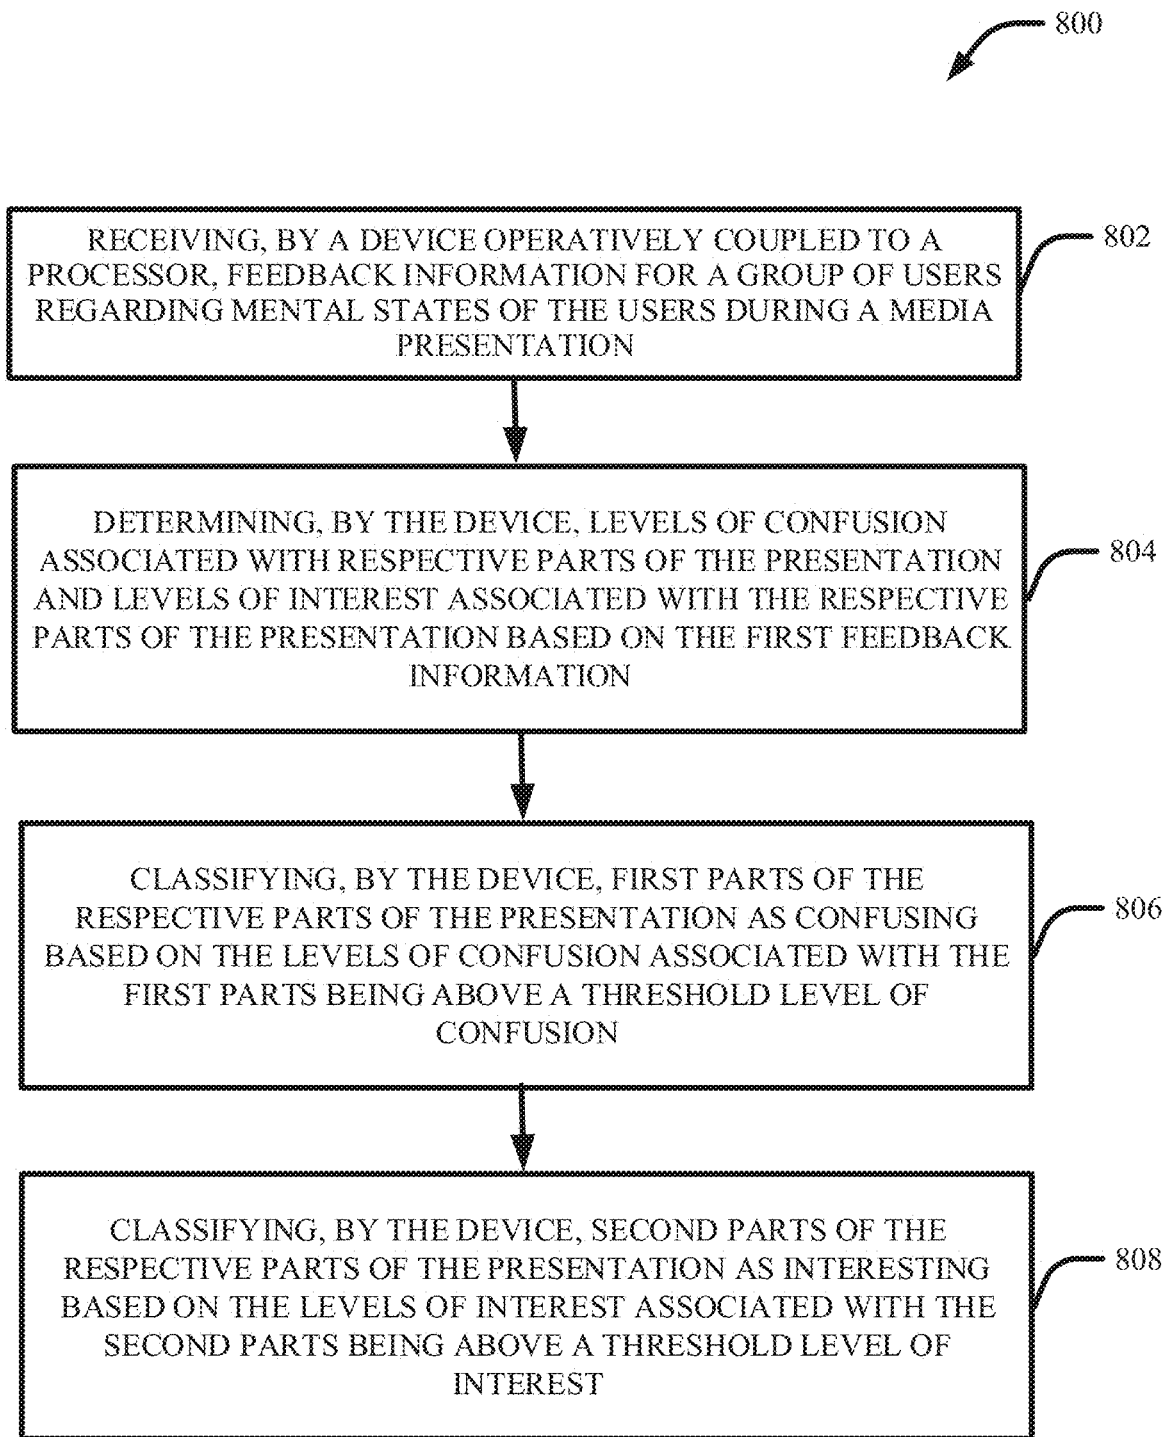 800
RECEIVING, BY A DEVICE OPERATIVELY COUPLED TO A
PROCESSOR, FEEDBACK INFORMATION FOR A GROUP OF USERS
REGARDING MENTAL STATES OF THE USERS DURING A MEDIA
PRESENTATION
802
DETERMINING, BY THE DEVICE, LEVELS OF CONFUSION
ASSOCIATED WITH RESPECTIVE PARTS OF THE PRESENTATION
AND LEVELS OF INTEREST ASSOCIATED WITH THE RESPECTIVE
PARTS OF THE PRESENTATION BASED ON THE FIRST FEEDBACK
INFORMATION
804
CLASSIFYING, BY THE DEVICE, FIRST PARTS OF THE
RESPECTIVE PARTS OF THE PRESENTATION AS CONFUSING
BASED ON THE LEVELS OF CONFUSION ASSOCIATED WITH THE
FIRST PARTS BEING ABOVE A THRESHOLD LEVEL OF
CONFUSION
806
CLASSIFYING, BY THE DEVICE, SECOND PARTS OF THE
RESPECTIVE PARTS OF THE PRESENTATION AS INTERESTING
BASED ON THE LEVELS OF INTEREST ASSOCIATED WITH THE
SECOND PARTS BEING ABOVE A THRESHOLD LEVEL OF
INTEREST
808